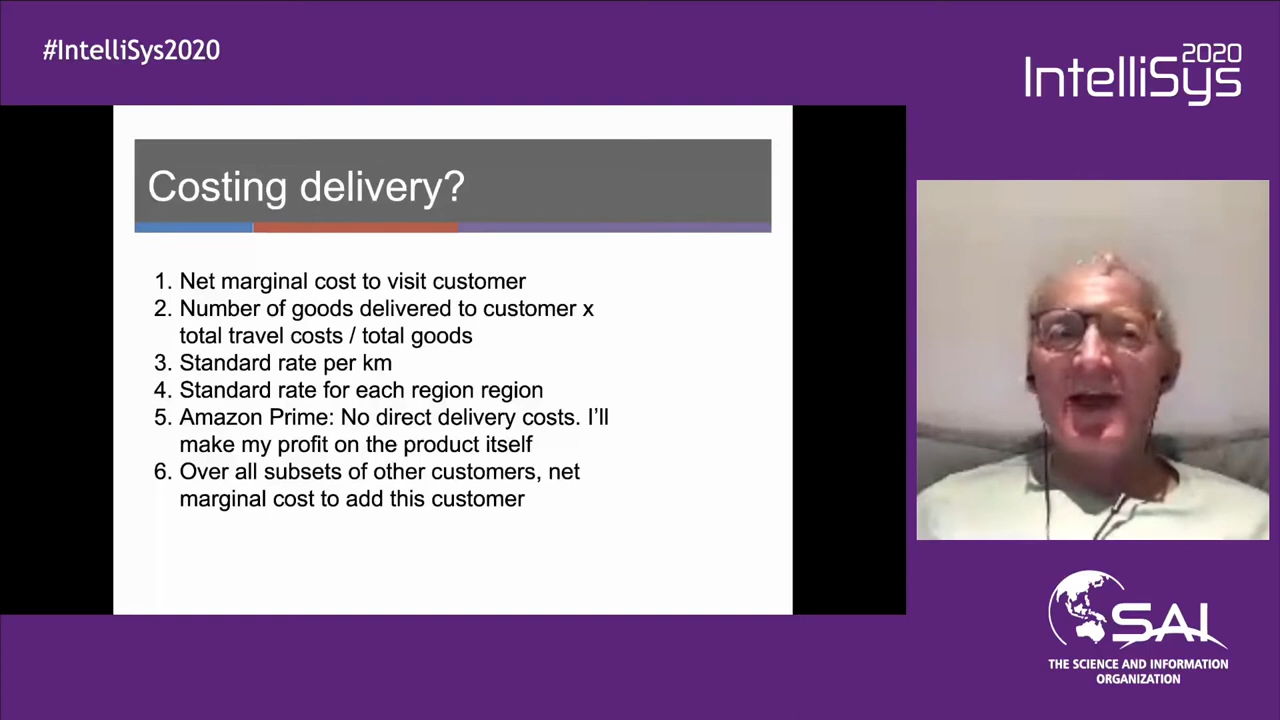 #IntelliSys2020
2020
IntelliSys
Costing delivery?
1. Net marginal cost to visit customer
2. Number of goods delivered to customer x
total travel costs / total goods
3. Standard rate per km
4. Standard rate for each region region
5. Amazon Prime: No direct delivery costs. I’ll
make my profit on the product itself
6. Over all subsets of other customers, net
marginal cost to add this customer
SAI
THE SCIENCE AND INFORMATION
ORGANIZATION